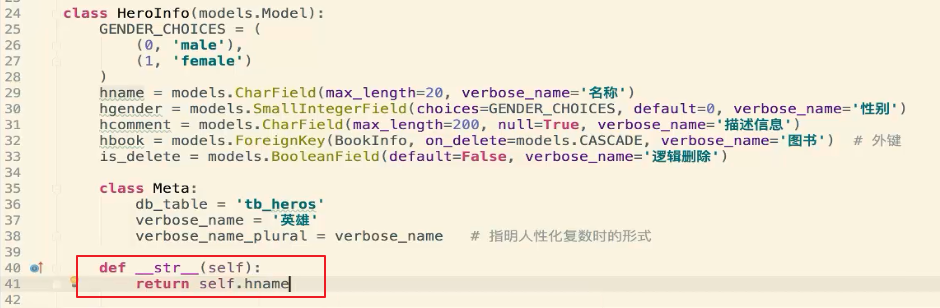 24 class HeroInfo(models.Model):
25     GENDER_CHOICES = (
26         (0, 'male'),
27         (1, 'female')
28     )
29     hname = models.CharField(max_length=20, verbose_name='名称')
30     hgender = models.SmallIntegerField(choices=GENDER_CHOICES, default=0, verbose_name='性别')
31     hcomment = models.CharField(max_length=200, null=True, verbose_name='描述信息')
32     hbook = models.ForeignKey(BookInfo, on_delete=models.CASCADE, verbose_name='图书')  # 外键
33     is_delete = models.BooleanField(default=False, verbose_name='逻辑删除')
34
35     class Meta:
36         db_table = 'tb_heros'
37         verbose_name = '英雄'
38         verbose_name_plural = verbose_name   # 指明人性化复数时的形式
39
40     def __str__(self):
41         return self.hname
42